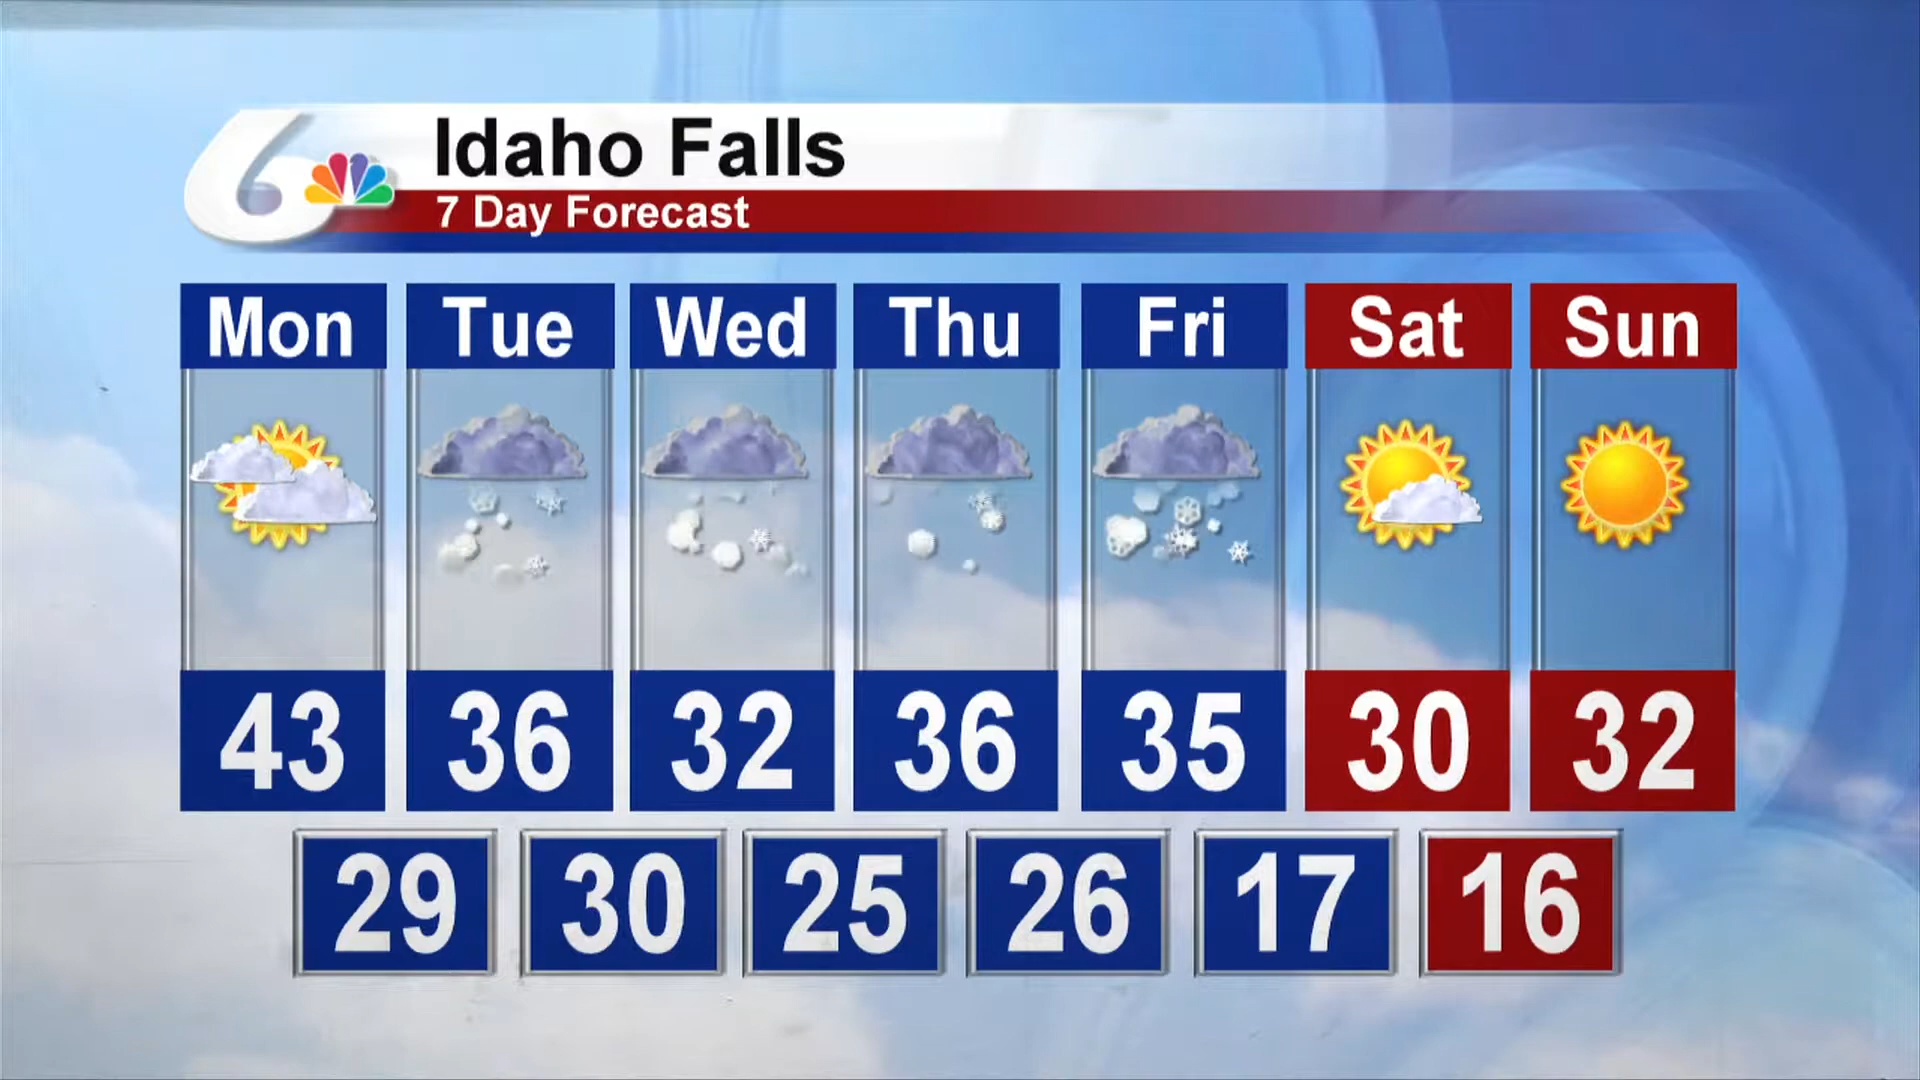 6
Idaho Falls
7 Day Forecast
Mon Tue Wed Thu Fri Sat Sun
43 36 32 36 35 30 32
29 30 25 26 17 16